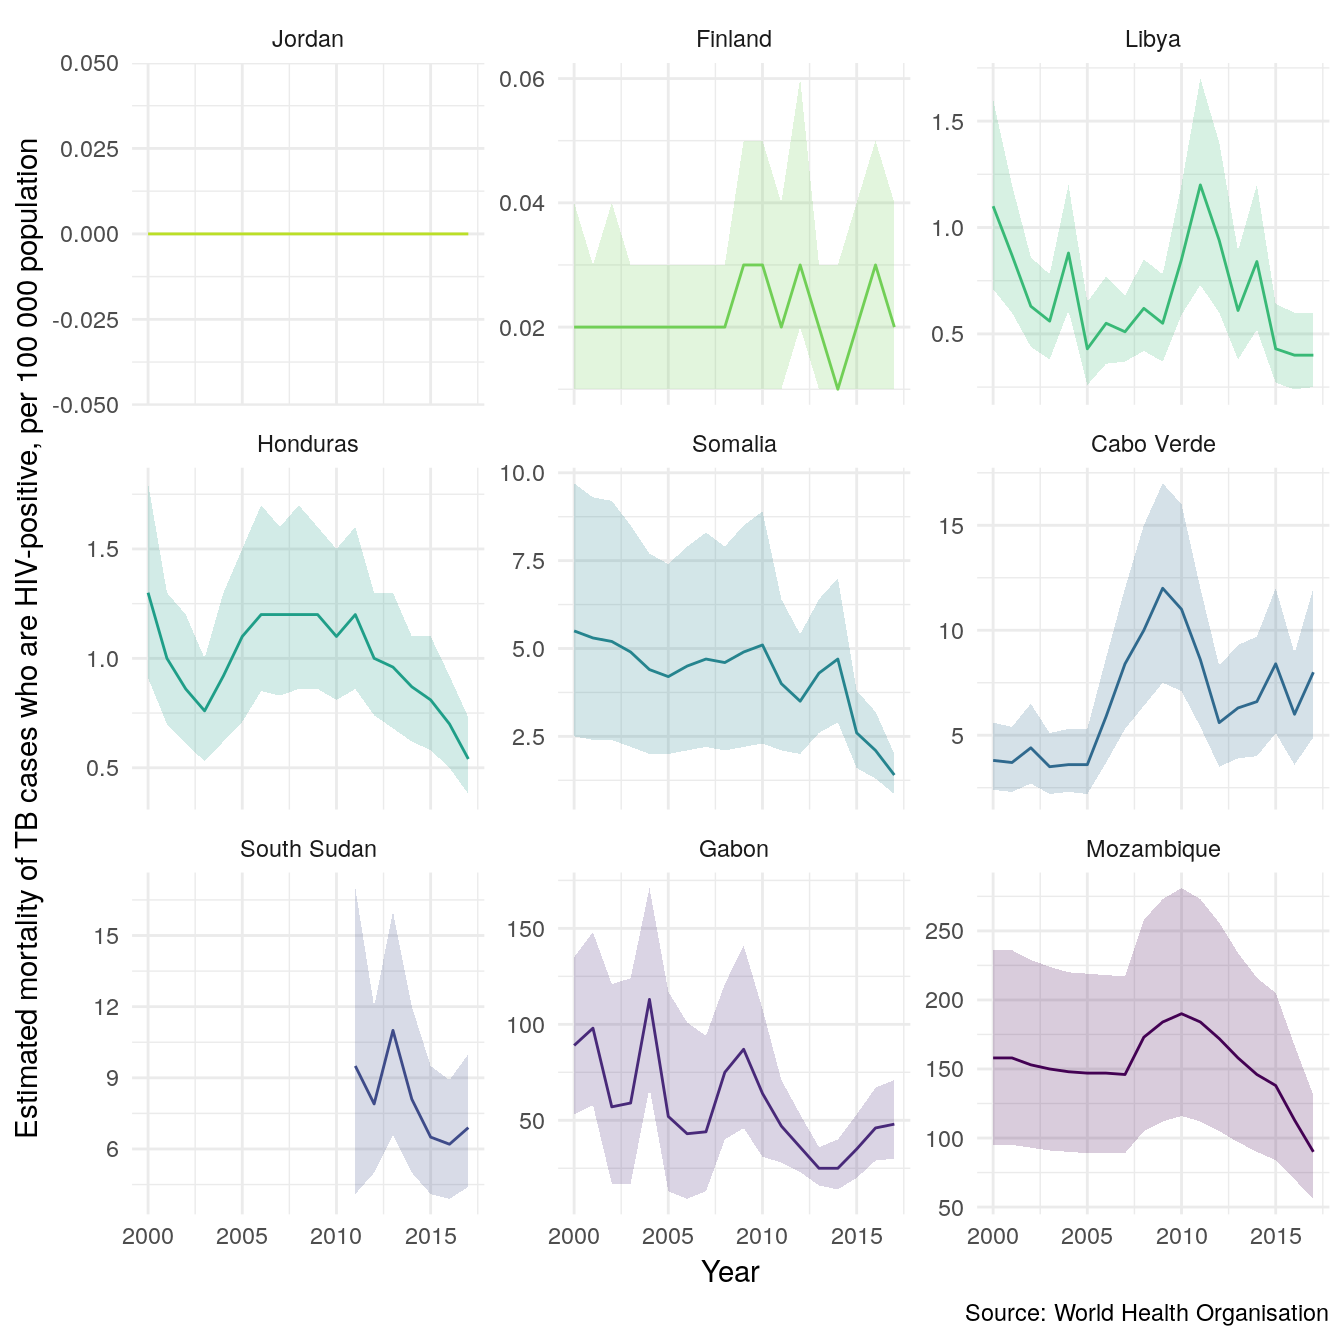 Estimated mortality of TB cases who are HIV-positive, per 100 000 population
Jordan
0.050
0.025
0.000
-0.025
-0.050
Finland
0.06
0.04
0.02
Libya
1.5
1.0
0.5
Honduras
1.5
1.0
0.5
Somalia
10.0
7.5
5.0
2.5
Cabo Verde
15
10
5
South Sudan
15
12
9
6
2000 2005 2010 2015
Gabon
150
100
50
2000 2005 2010 2015
Mozambique
250
200
150
100
50
2000 2005 2010 2015
Year
Source: World Health Organisation